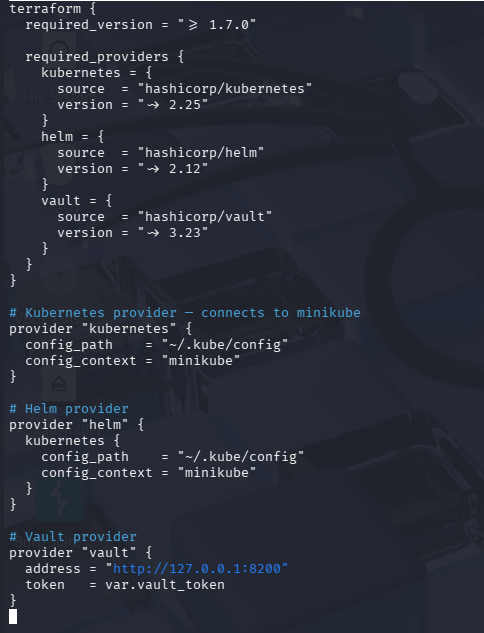 terraform {
  required_version = ">= 1.7.0"

  required_providers {
    kubernetes = {
      source  = "hashicorp/kubernetes"
      version = "~> 2.25"
    }
    helm = {
      source  = "hashicorp/helm"
      version = "~> 2.12"
    }
    vault = {
      source  = "hashicorp/vault"
      version = "~> 3.23"
    }
  }
}

# Kubernetes provider — connects to minikube
provider "kubernetes" {
  config_path    = "~/.kube/config"
  config_context = "minikube"
}

# Helm provider
provider "helm" {
  kubernetes {
    config_path    = "~/.kube/config"
    config_context = "minikube"
  }
}

# Vault provider
provider "vault" {
  address = "http://127.0.0.1:8200"
  token   = var.vault_token
}